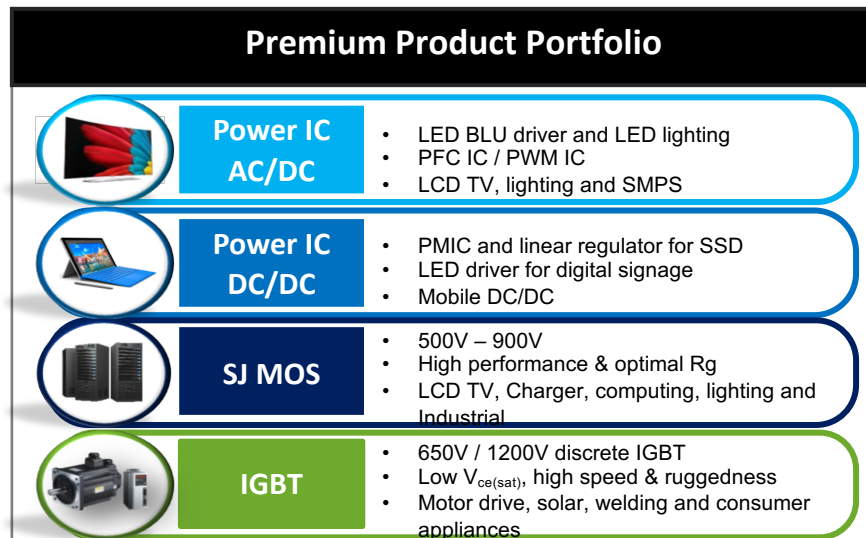 Premium Product Portfolio
Power IC
AC/DC
• LED BLU driver and LED lighting
• PFC IC / PWM IC
• LCD TV, lighting and SMPS
Power IC
DC/DC
• PMIC and linear regulator for SSD
• LED driver for digital signage
• Mobile DC/DC
SJ MOS
• 500V – 900V
• High performance & optimal Rg
• LCD TV, Charger, computing, lighting and
Industrial
IGBT
• 650V / 1200V discrete IGBT
• Low Vce(sat), high speed & ruggedness
• Motor drive, solar, welding and consumer
appliances